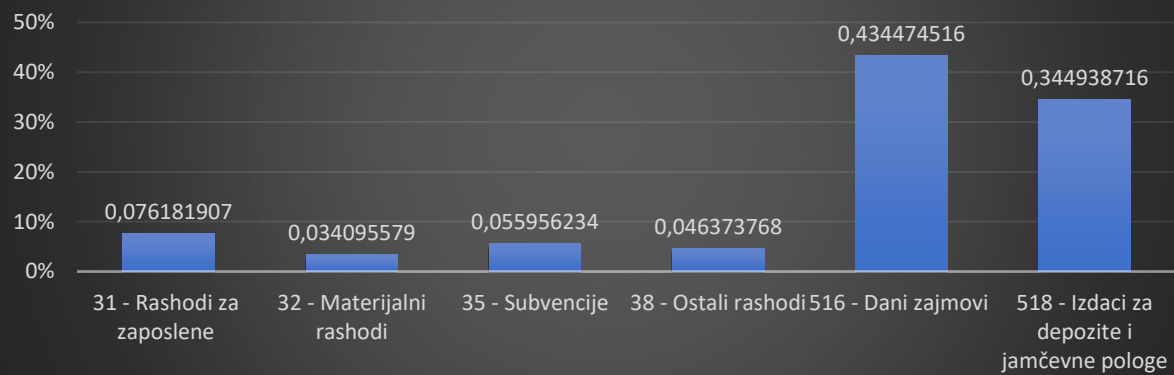 50%
40%
30%
20%
10%
0%
0,076181907
0,034095579
0,055956234
0,046373768
0,434474516
0,344938716
31 - Rashodi za
zaposlene
32 - Materijalni
rashodi
35 - Subvencije
38 - Ostali rashodi
516 - Dani zajmovi
518 - Izdaci za
depozite i
jamčevne pologe